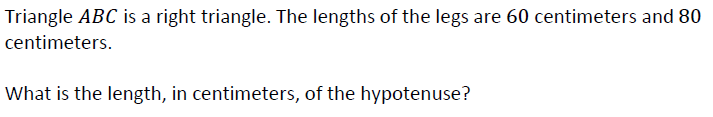 Triangle ABC is a right triangle. The lengths of the legs are 60 centimeters and 80
centimeters.
What is the length, in centimeters, of the hypotenuse?